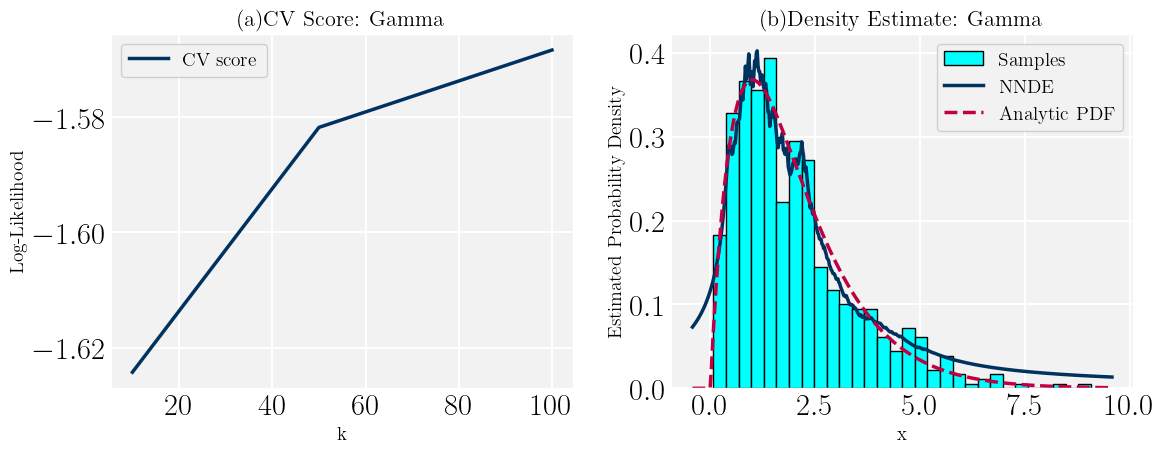 (a)CV Score: Gamma
CV score
−1.58
−1.60
−1.62
Log-Likelihood
20
40
60
80
100
k
(b)Density Estimate: Gamma
Samples
NNDE
Analytic PDF
0.4
0.3
0.2
0.1
0.0
Estimated Probability Density
0.0
2.5
5.0
7.5
10.0
x